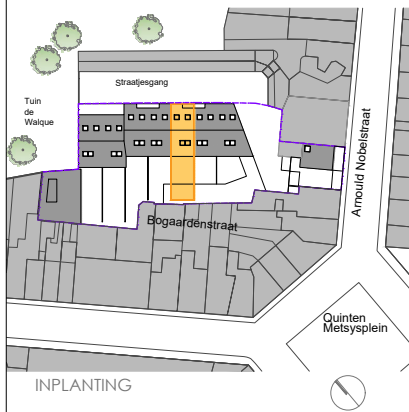 Straatjesgang
Tuin
de
Walque
Arnould Nobelstraat
Bogaardenstraat
Quinten
Metsysplein
INPLANTING